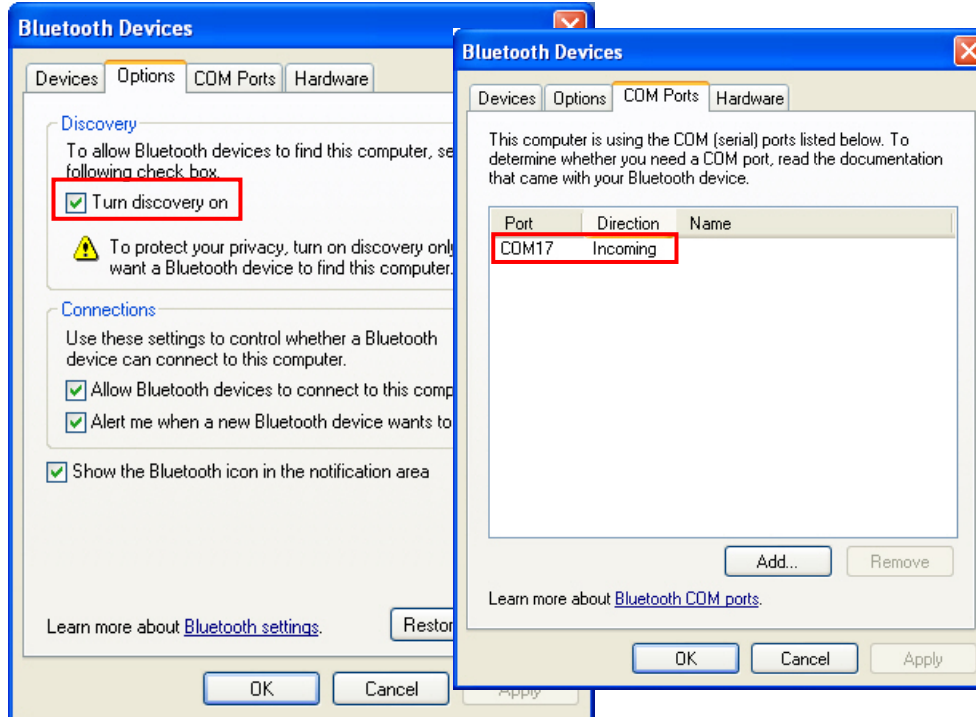 Bluetooth Devices
Devices Options COM Ports Hardware
Discovery
To allow Bluetooth devices to find this computer, se
following check box.
Turn discovery on
To protect your privacy, turn on discovery only
want a Bluetooth device to find this computer.
Connections
Use these settings to control whether a Bluetooth
device can connect to this computer.
Allow Bluetooth devices to connect to this comp
Alert me when a new Bluetooth device wants to
Show the Bluetooth icon in the notification area
Learn more about Bluetooth settings.
Restor
OK Cancel Apply
Bluetooth Devices
Devices Options COM Ports Hardware
This computer is using the COM (serial) ports listed below. To
determine whether you need a COM port, read the documentation
that came with your Bluetooth device.
Port Direction Name
COM17 Incoming
Add... Remove
Learn more about Bluetooth COM ports.
OK Cancel Apply